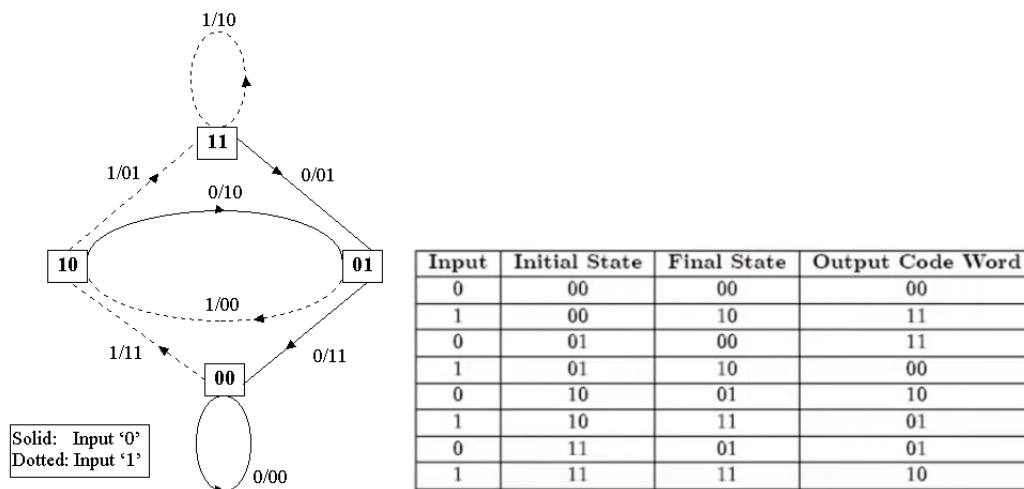 1/10
11
1/01
0/01
0/10
10
01
1/00
1/11
0/11
00
Solid: Input ‘0’
Dotted: Input ‘1’
0/00
Input Initial State Final State Output Code Word
0 00 00 00
1 00 10 11
0 01 00 11
1 01 10 00
0 10 01 10
1 10 11 01
0 11 01 01
1 11 11 10